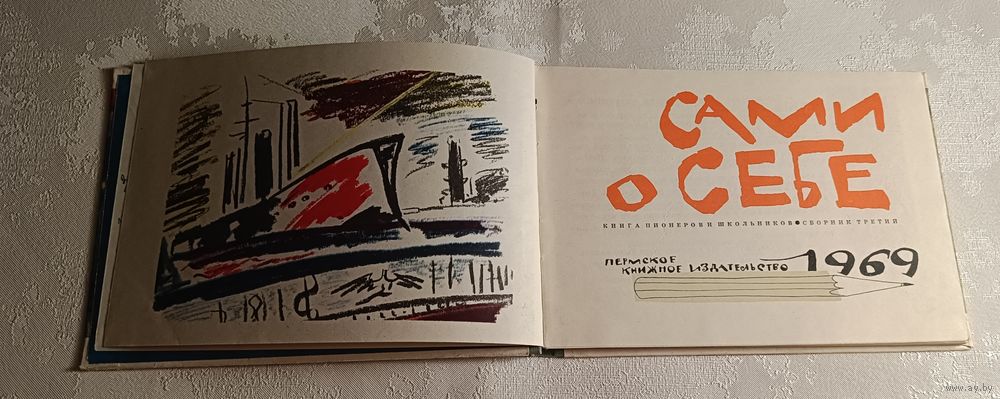 САМИ
О СЕБЕ
КНИГА ПИОНЕРОВ И ШКОЛЬНИКОВ • СБОРНИК ТРЕТИЙ
ПЕРМСКОЕ
КНИЖНОЕ ИЗДАТЕЛЬСТВО 1969
www.ay.by